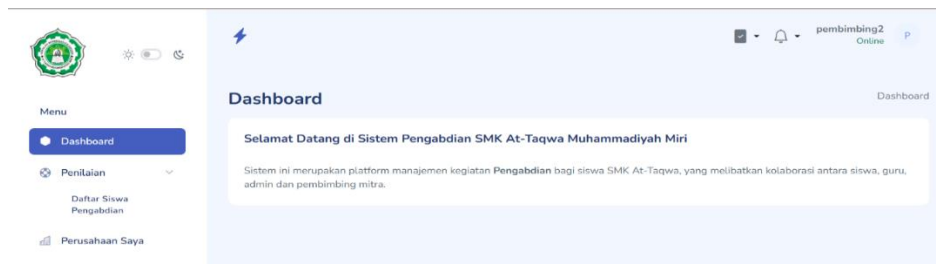 pembimbing2
Online
P
Menu
Dashboard
Penilaian
Daftar Siswa
Pengabdian
Perusahaan Saya
Dashboard
Dashboard
Selamat Datang di Sistem Pengabdian SMK At-Taqwa Muhammadiyah Miri
Sistem ini merupakan platform manajemen kegiatan Pengabdian bagi siswa SMK At-Taqwa, yang melibatkan kolaborasi antara siswa, guru,
admin dan pembimbing mitra.